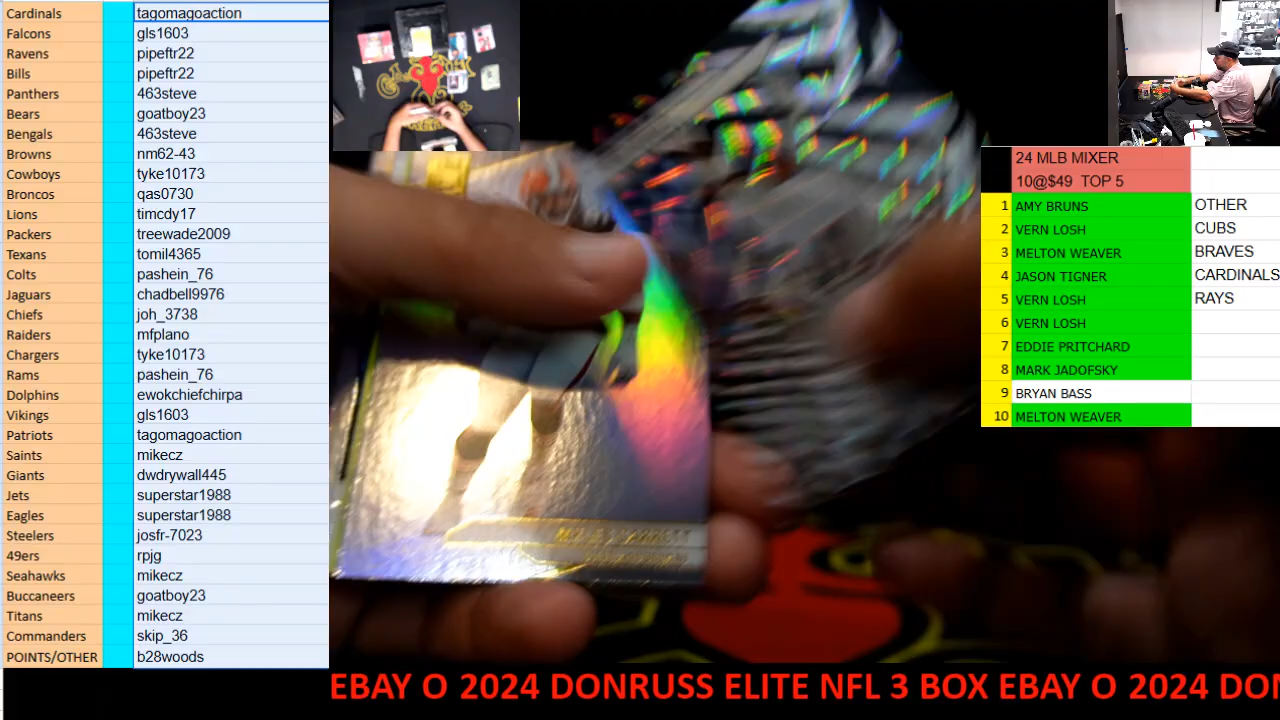 Cardinals tagomagoaction
Falcons gls1603
Ravens pipeftr22
Bills pipeftr22
Panthers 463steve
Bears goatboy23
Bengals 463steve
Browns nm62-43
Cowboys tyke10173
Broncos qas0730
Lions timcdy17
Packers treewade2009
Texans tomil4365
Colts pashein_76
Jaguars chadbell9976
Chiefs joh_3738
Raiders mfplano
Chargers tyke10173
Rams pashein_76
Dolphins ewokchiefchirpa
Vikings gls1603
Patriots tagomagoaction
Saints mikecz
Giants dwdrywall445
Jets superstar1988
Eagles superstar1988
Steelers josfr-7023
49ers rpjg
Seahawks mikecz
Buccaneers goatboy23
Titans mikecz
Commanders skip_36
POINTS/OTHER b28woods
24 MLB MIXER
10@$49 TOP 5
1 AMY BRUNS OTHER
2 VERN LOSH CUBS
3 MELTON WEAVER BRAVES
4 JASON TIGNER CARDINALS
5 VERN LOSH RAYS
6 VERN LOSH
7 EDDIE PRITCHARD
8 MARK JADOFSKY
9 BRYAN BASS
10 MELTON WEAVER
EBAY O 2024 DONRUSS ELITE NFL 3 BOX EBAY O 2024 DON